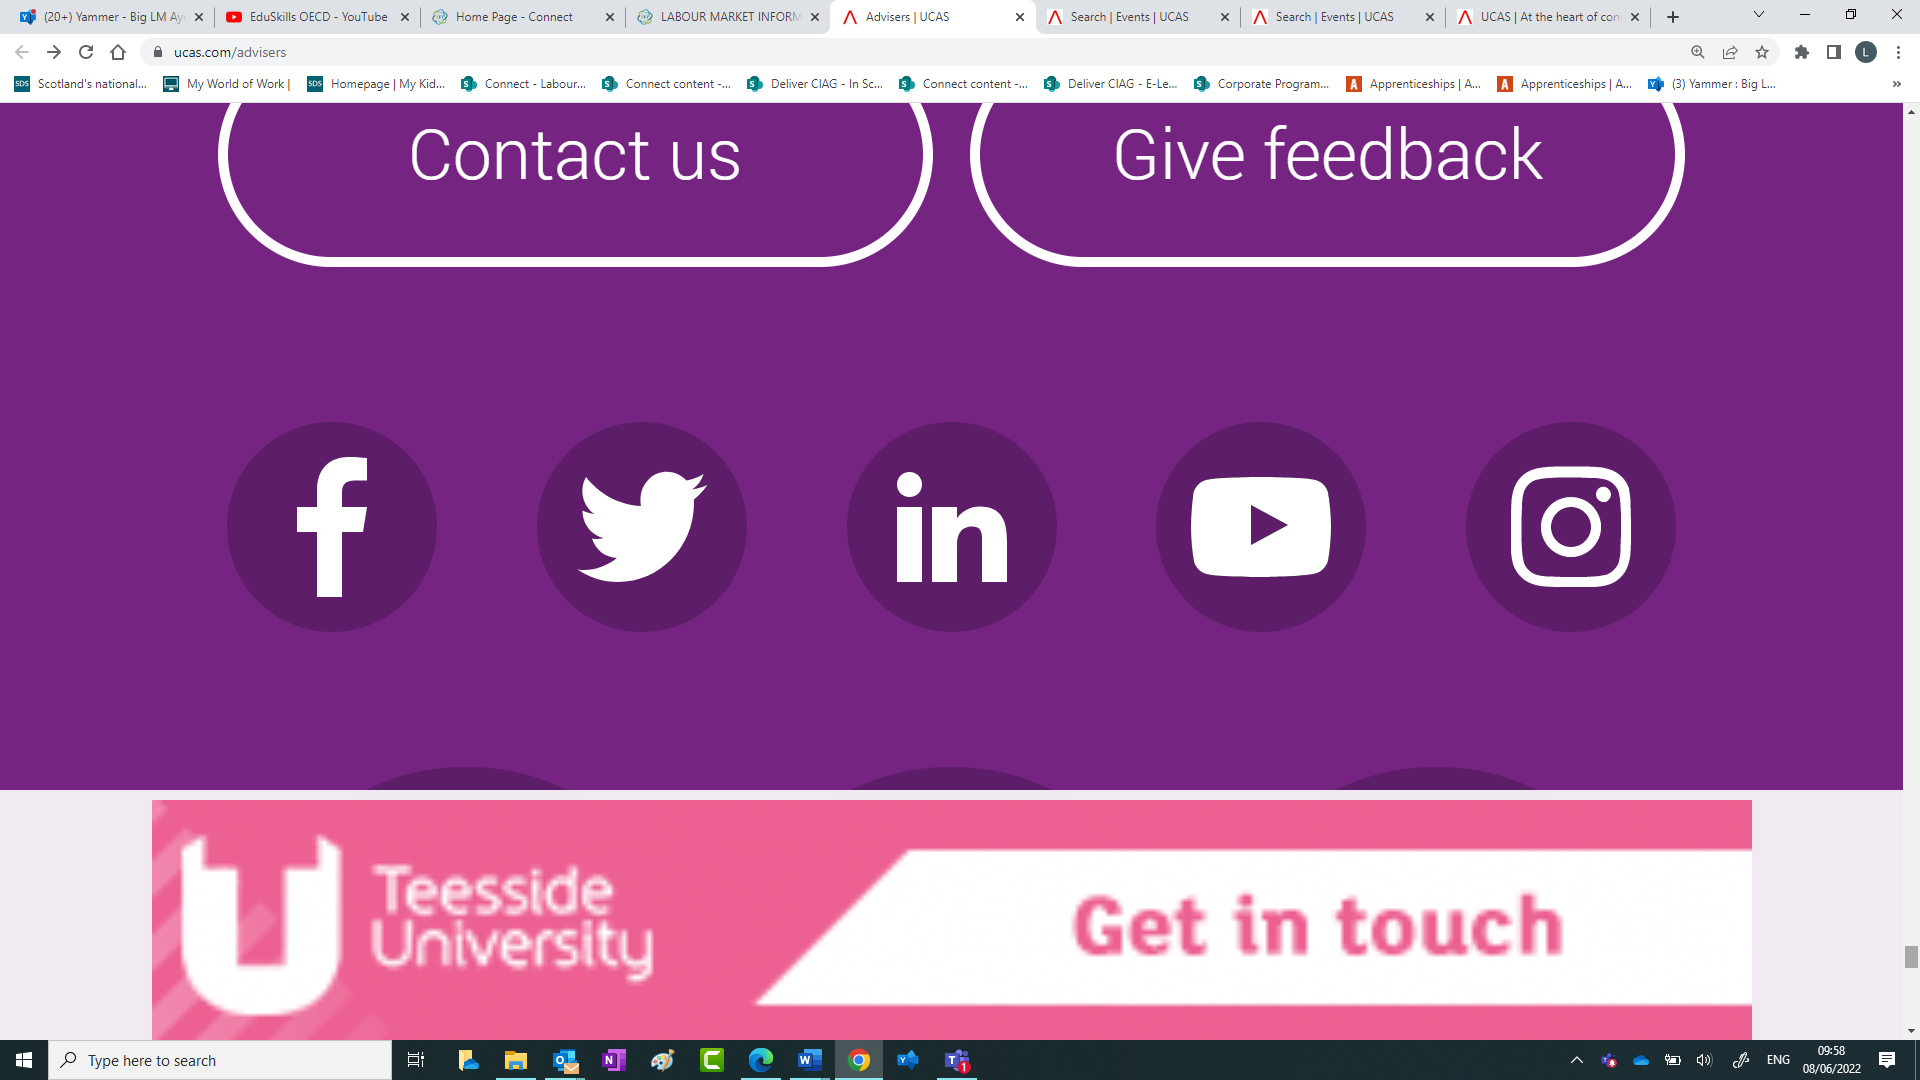 (20+) Yammer - Big LM Ay
EduSkills OECD - YouTube
Home Page - Connect
LABOUR MARKET INFORM
Advisers | UCAS
Search | Events | UCAS
Search | Events | UCAS
UCAS | At the heart of con
ucas.com/advisers
L
SDS Scotland's national...
My World of Work |
SDS Homepage | My Kid...
Connect - Labour...
Connect content -...
Deliver CIAG - In Sc...
Connect content -...
Deliver CIAG - E-Le...
Corporate Program...
Apprenticeships | A...
Apprenticeships | A...
(3) Yammer : Big L...
Contact us
Give feedback
Teesside
University
Get in touch
Type here to search
1
ENG
09:58
08/06/2022